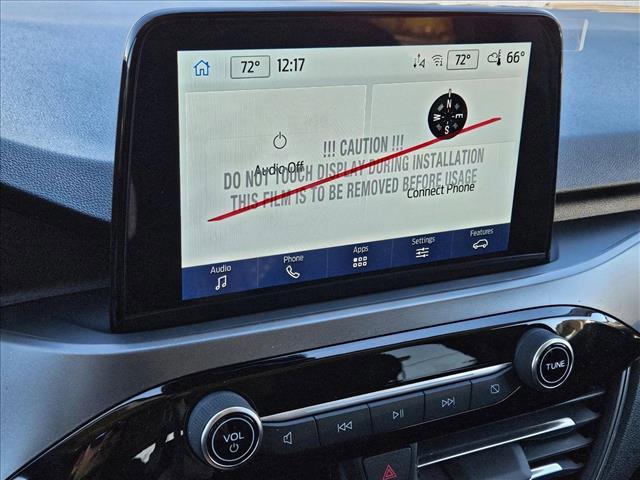 72° 12:17 72° 66°
N
W E
S
Audio Off
Connect Phone
!!! CAUTION !!!
DO NOT TOUCH DISPLAY DURING INSTALLATION
THIS FILM IS TO BE REMOVED BEFORE USAGE
Audio Phone Apps Settings Features
VOL
TUNE